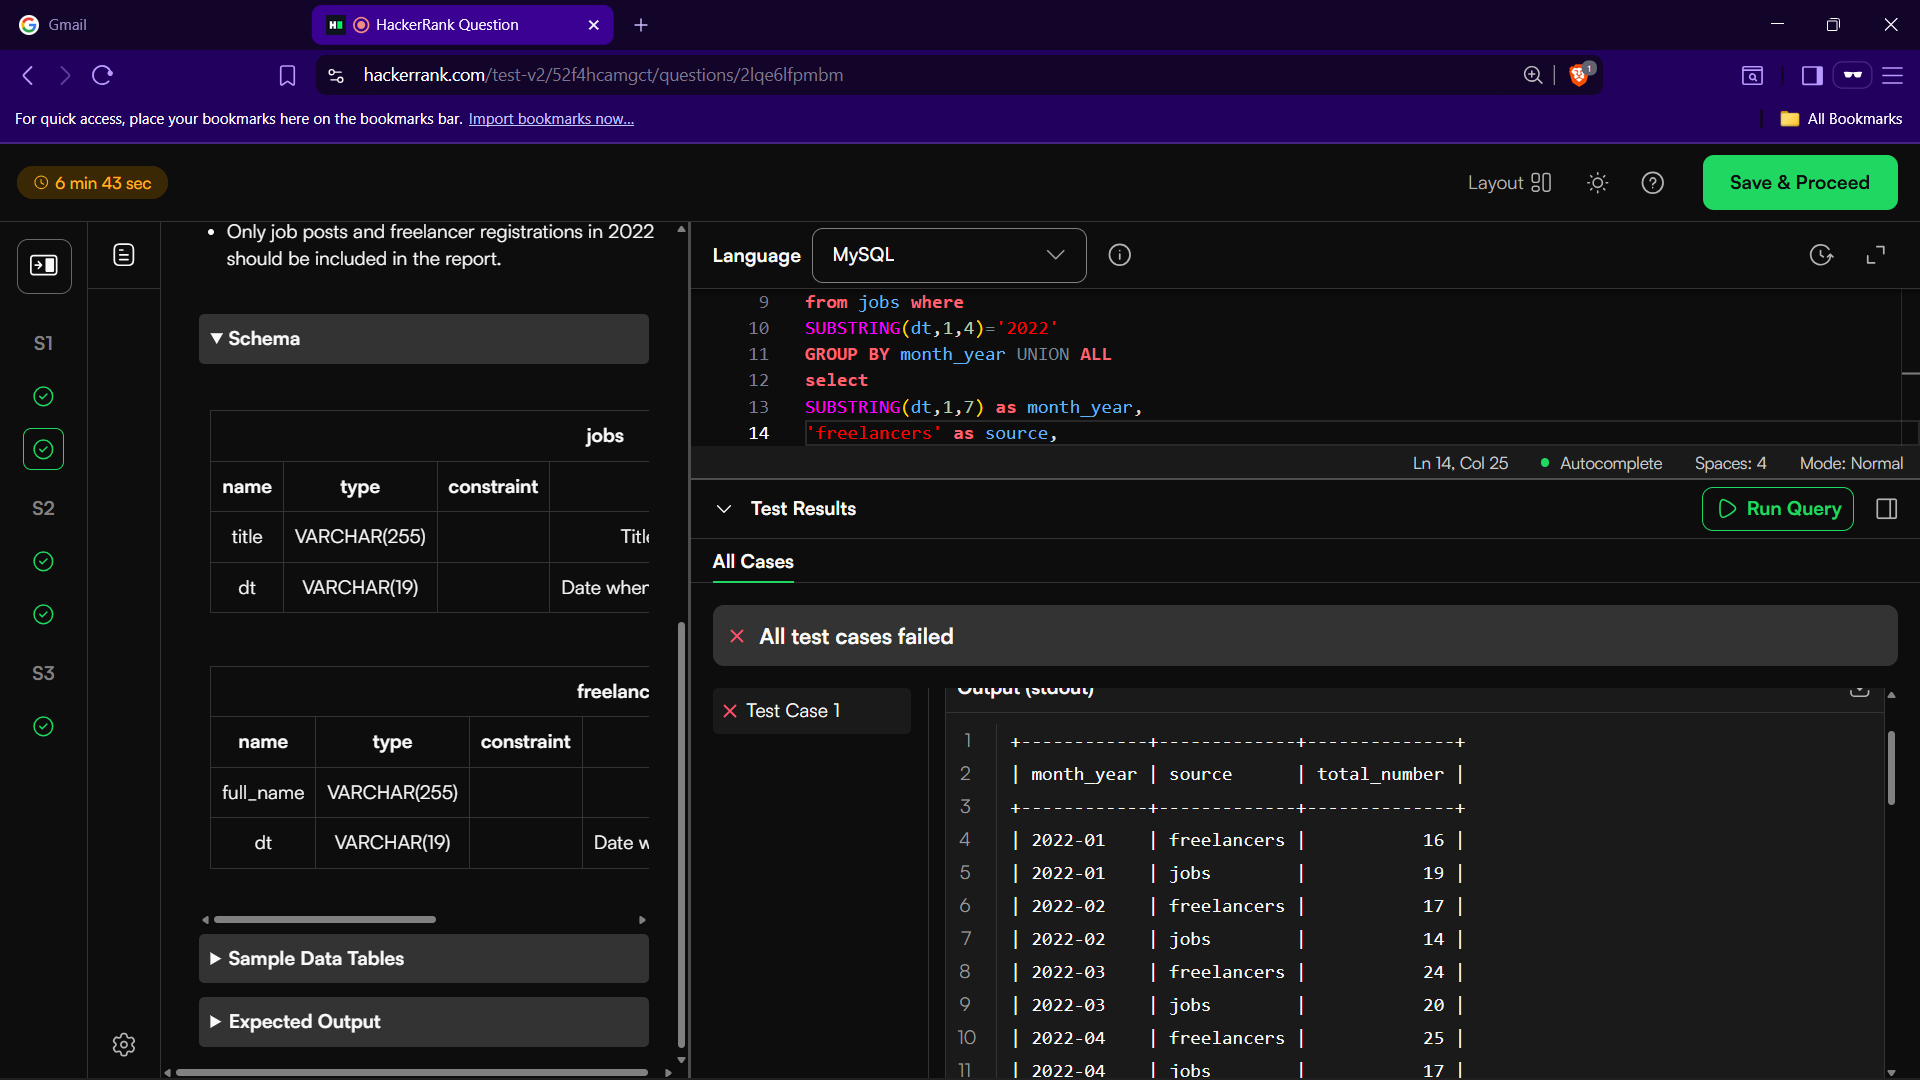 Gmail
HackerRank Question
hackerrank.com/test-v2/52f4hcamgct/questions/2lqe6lfpmbm
1
For quick access, place your bookmarks here on the bookmarks bar. Import bookmarks now...
All Bookmarks
6 min 43 sec
Layout
Save & Proceed
S1
S2
S3
• Only job posts and freelancer registrations in 2022
should be included in the report.
Schema
jobs
name type constraint
title VARCHAR(255) Title
dt VARCHAR(19) Date when
freelanc
name type constraint
full_name VARCHAR(255)
dt VARCHAR(19) Date w
Sample Data Tables
Expected Output
Language MySQL
9 from jobs where
10 SUBSTRING(dt,1,4)='2022'
11 GROUP BY month_year UNION ALL
12 select
13 SUBSTRING(dt,1,7) as month_year,
14 'freelancers' as source,
Ln 14, Col 25 Autocomplete Spaces: 4 Mode: Normal
Test Results
Run Query
All Cases
All test cases failed
Test Case 1
Output (stdout)
1 +------------+-------------+--------------+
2 | month_year | source | total_number |
3 +------------+-------------+--------------+
4 | 2022-01 | freelancers | 16 |
5 | 2022-01 | jobs | 19 |
6 | 2022-02 | freelancers | 17 |
7 | 2022-02 | jobs | 14 |
8 | 2022-03 | freelancers | 24 |
9 | 2022-03 | jobs | 20 |
10 | 2022-04 | freelancers | 25 |
11 | 2022-04 | jobs | 17 |